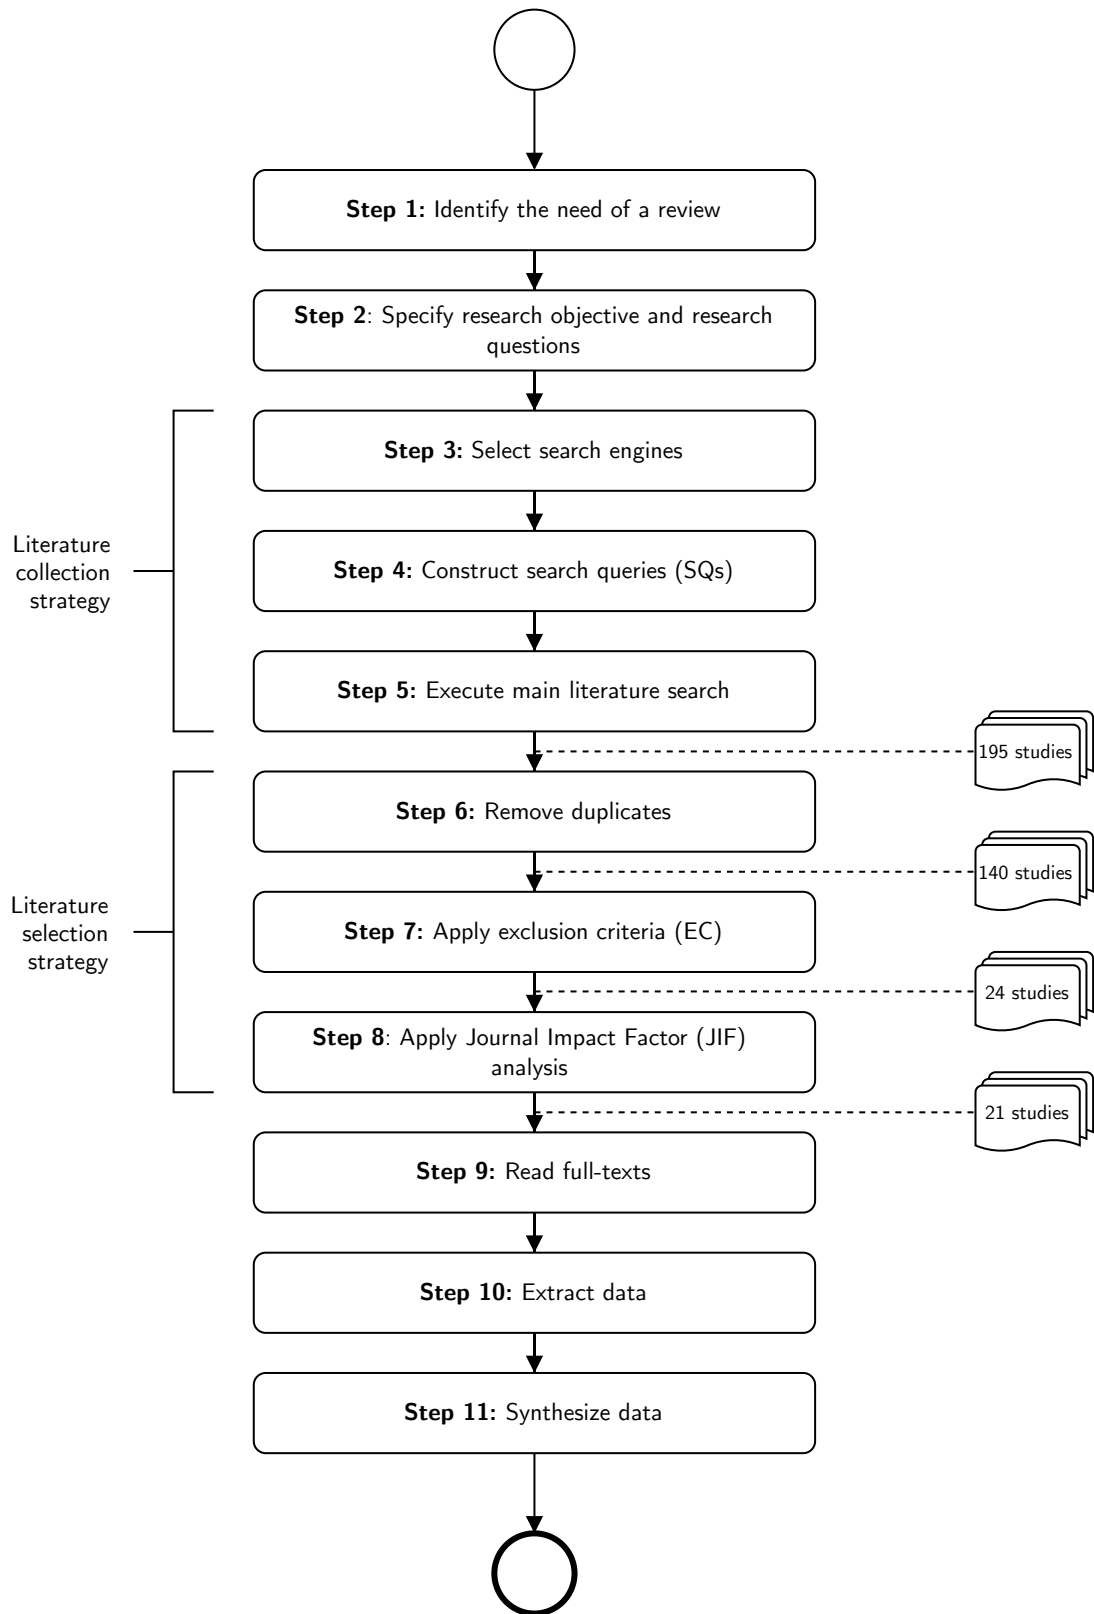 Step 1: Identify the need of a review
Step 2: Specify research objective and research
questions
Step 3: Select search engines
Literature
collection
strategy
Step 4: Construct search queries (SQs)
Step 5: Execute main literature search
195 studies
Step 6: Remove duplicates
140 studies
Literature
selection
strategy
Step 7: Apply exclusion criteria (EC)
24 studies
Step 8: Apply Journal Impact Factor (JIF)
analysis
21 studies
Step 9: Read full-texts
Step 10: Extract data
Step 11: Synthesize data